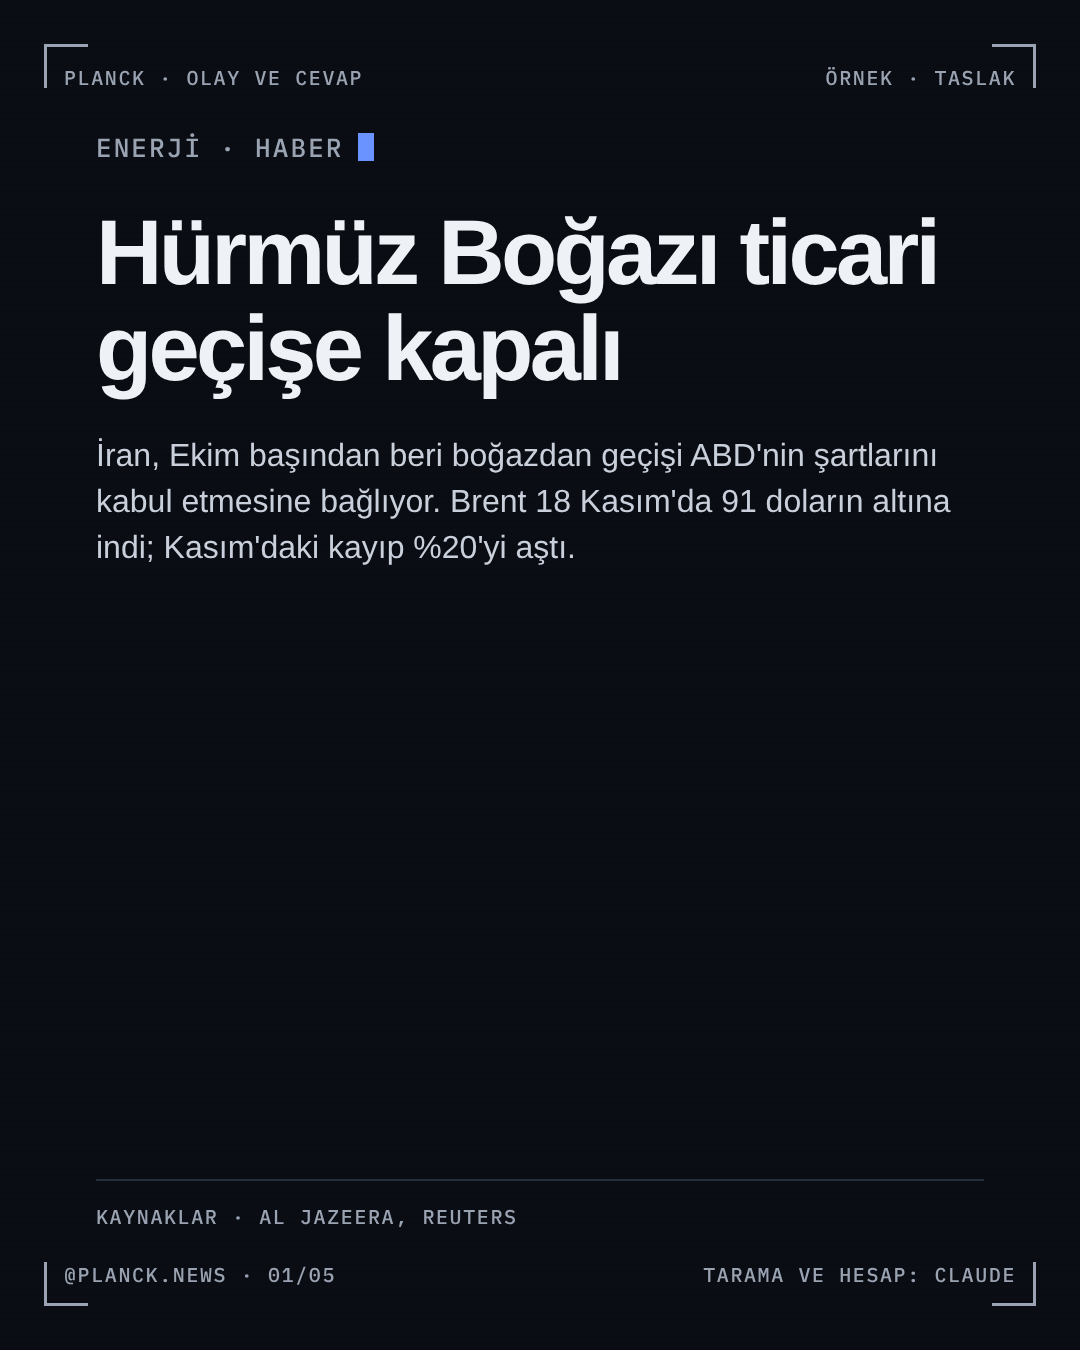 PLANCK · OLAY VE CEVAP
ÖRNEK · TASLAK
ENERJİ · HABER
Hürmüz Boğazı ticari
geçişe kapalı
İran, Ekim başından beri boğazdan geçişi ABD'nin şartlarını
kabul etmesine bağlıyor. Brent 18 Kasım'da 91 doların altına
indi; Kasım'daki kayıp %20'yi aştı.
KAYNAKLAR · AL JAZEERA, REUTERS
@PLANCK.NEWS · 01/05
TARAMA VE HESAP: CLAUDE